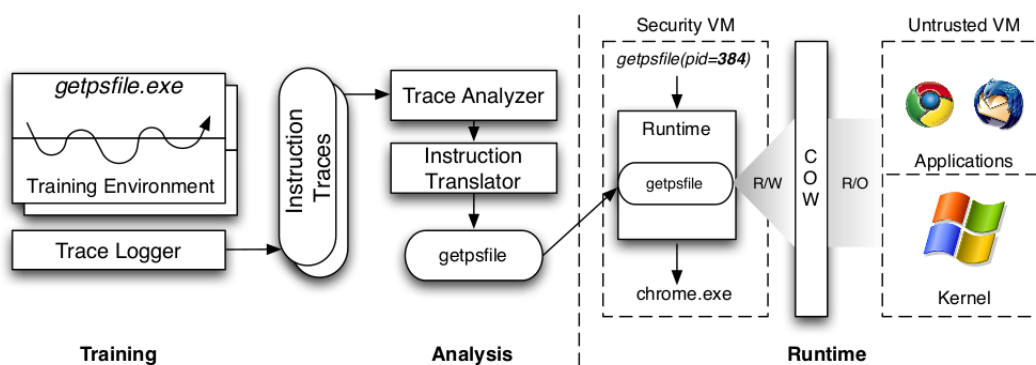 getpsfile.exe
Training Environment
Trace Logger
Instruction
Traces
Trace Analyzer
Instruction
Translator
getpsfile
Security VM
getpsfile(pid=384)
Runtime
getpsfile
chrome.exe
R/W
COW
R/O
Untrusted VM
Applications
Kernel
Training
Analysis
Runtime